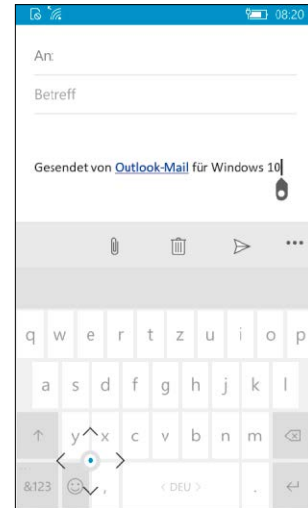 08:20
An:
Betreff
Gesendet von Outlook-Mail für Windows 10
q w e r t z u i o p
a s d f g h j k l
y x c v b n m
&123 , < DEU > .